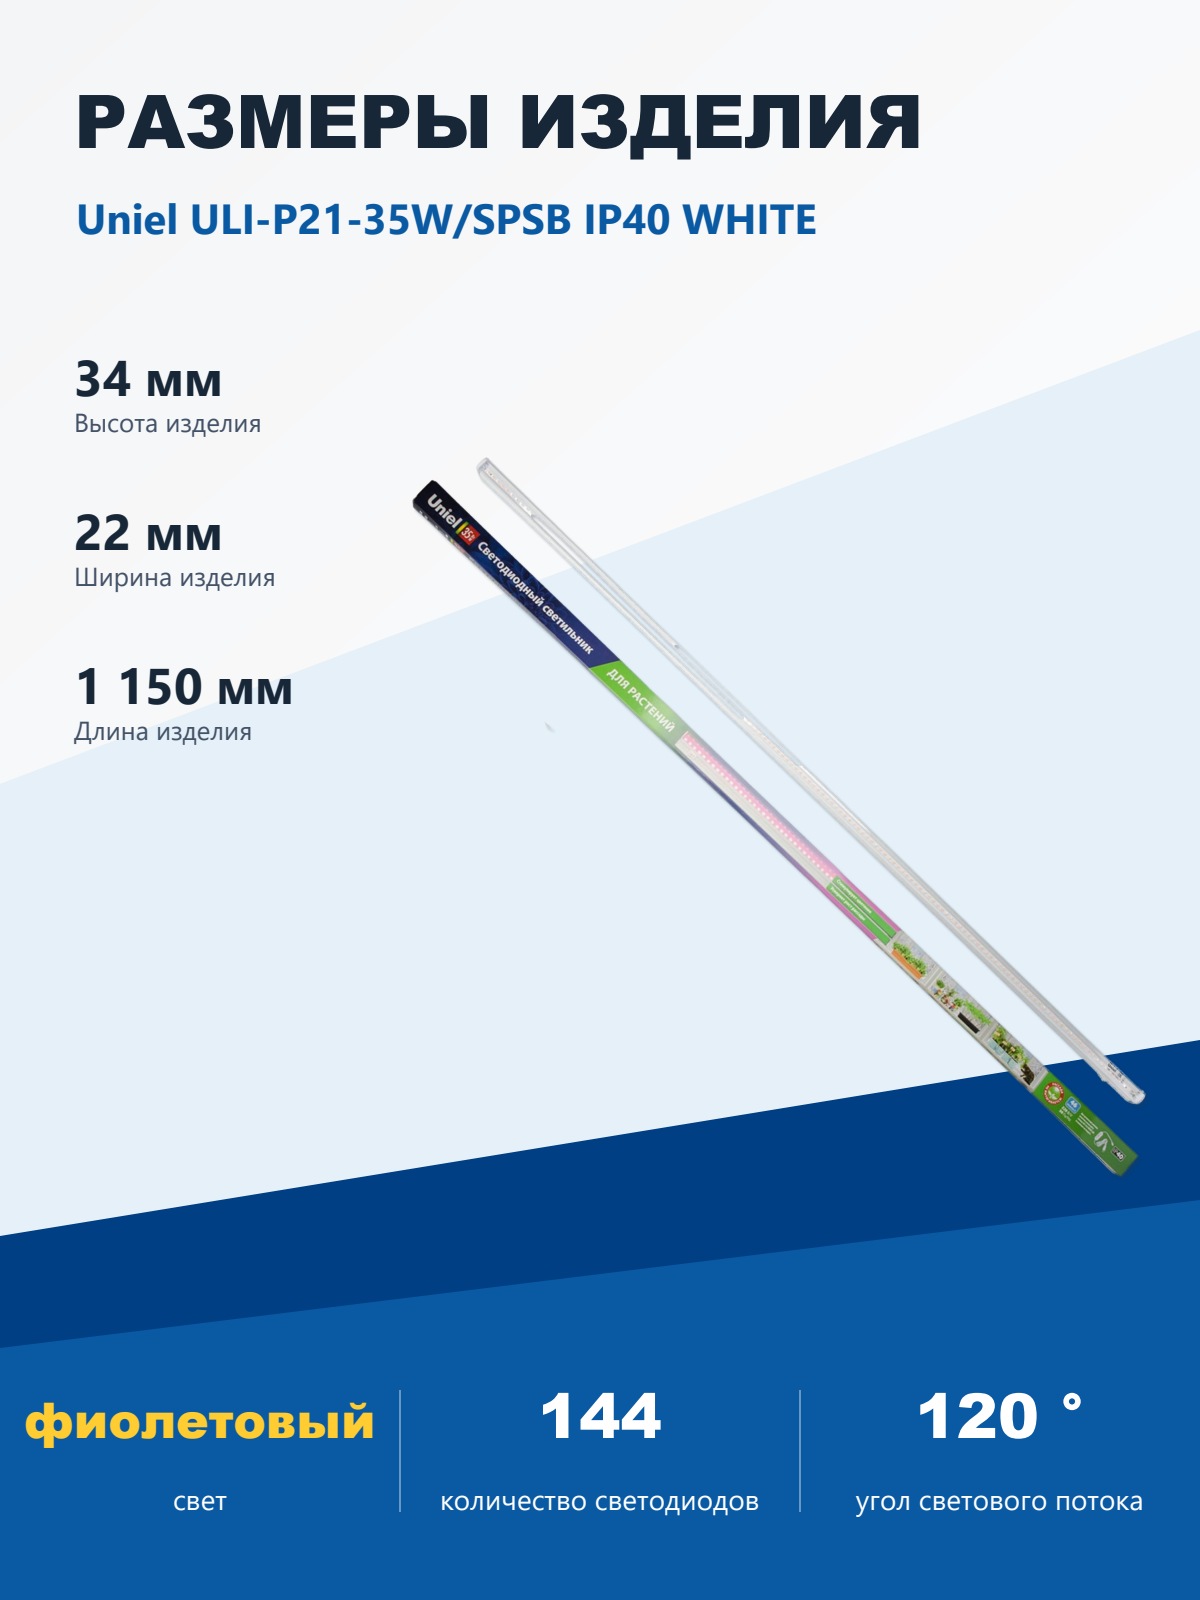 РАЗМЕРЫ ИЗДЕЛИЯ
Uniel ULI-P21-35W/SPSB IP40 WHITE
34 мм
Высота изделия
22 мм
Ширина изделия
1 150 мм
Длина изделия
Uniel
35
Светодиодный светильник
ДЛЯ РАСТЕНИЙ
фиолетовый
свет
144
количество светодиодов
120 °
угол светового потока